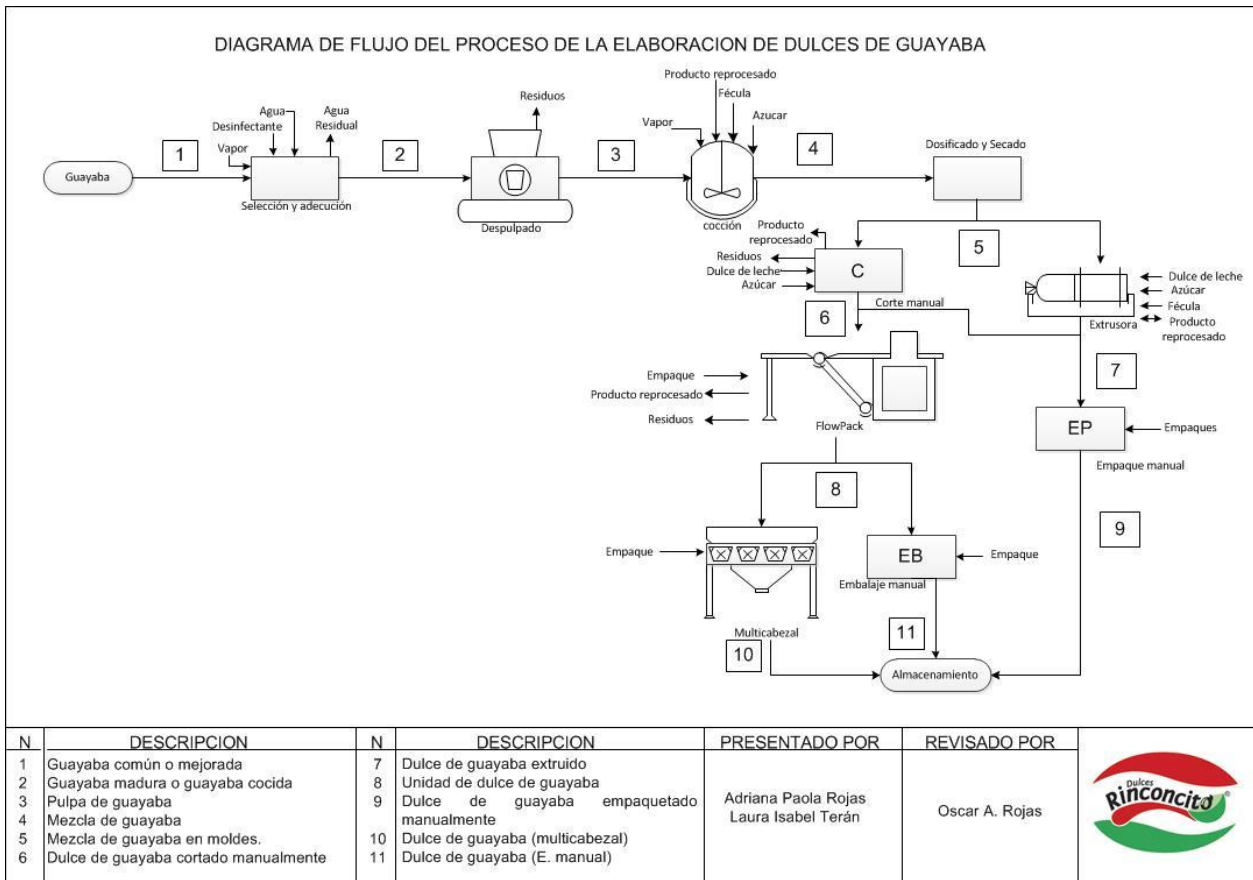 DIAGRAMA DE FLUJO DEL PROCESO DE LA ELABORACION DE DULCES DE GUAYABA
Guayaba
1
Vapor
Desinfectante
Agua
Agua
Residual
Selección y adecución
2
Residuos
Despulpado
3
Vapor
Producto reprocesado
Fécula
Azucar
cocción
4
Dosificado y Secado
5
Producto
reprocesado
Residuos
Dulce de leche
Azúcar
C
Corte manual
6
Dulce de leche
Azúcar
Fécula
Producto
reprocesado
Extrusora
7
Empaque
Producto reprocesado
Residuos
FlowPack
EP
Empaques
Empaque manual
8
9
Empaque
Multicabezal
EB
Empaque
Embalaje manual
10
11
Almacenamiento
N DESCRIPCION N DESCRIPCION PRESENTADO POR REVISADO POR
1 Guayaba común o mejorada
2 Guayaba madura o guayaba cocida
3 Pulpa de guayaba
4 Mezcla de guayaba
5 Mezcla de guayaba en moldes.
6 Dulce de guayaba cortado manualmente
7 Dulce de guayaba extruido
8 Unidad de dulce de guayaba
9 Dulce de guayaba empaquetado
manualmente
10 Dulce de guayaba (multicabezal)
11 Dulce de guayaba (E. manual)
Adriana Paola Rojas
Laura Isabel Terán
Oscar A. Rojas
Dulces
Rinconcito